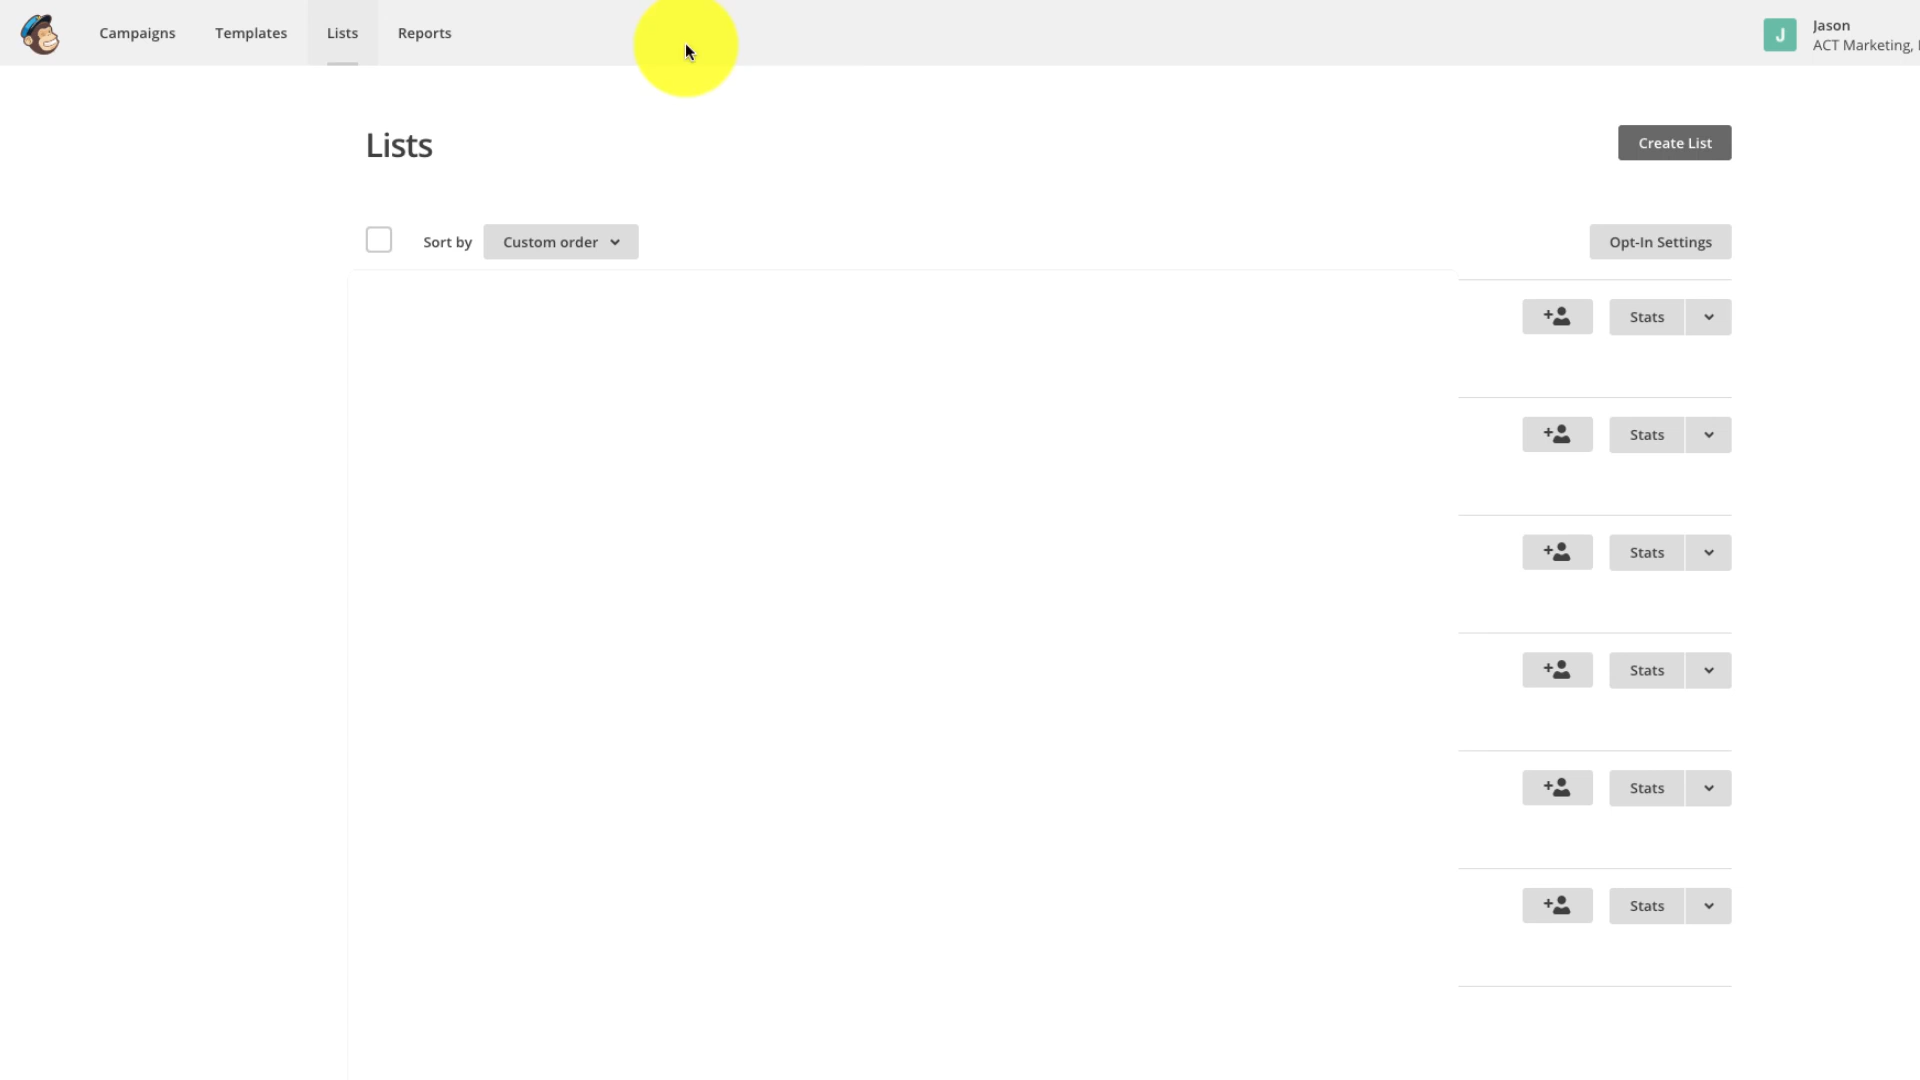 Campaigns Templates Lists Reports
J
Jason
ACT Marketing,
Lists
Create List
Sort by Custom order
Opt-In Settings
Stats
Stats
Stats
Stats
Stats
Stats